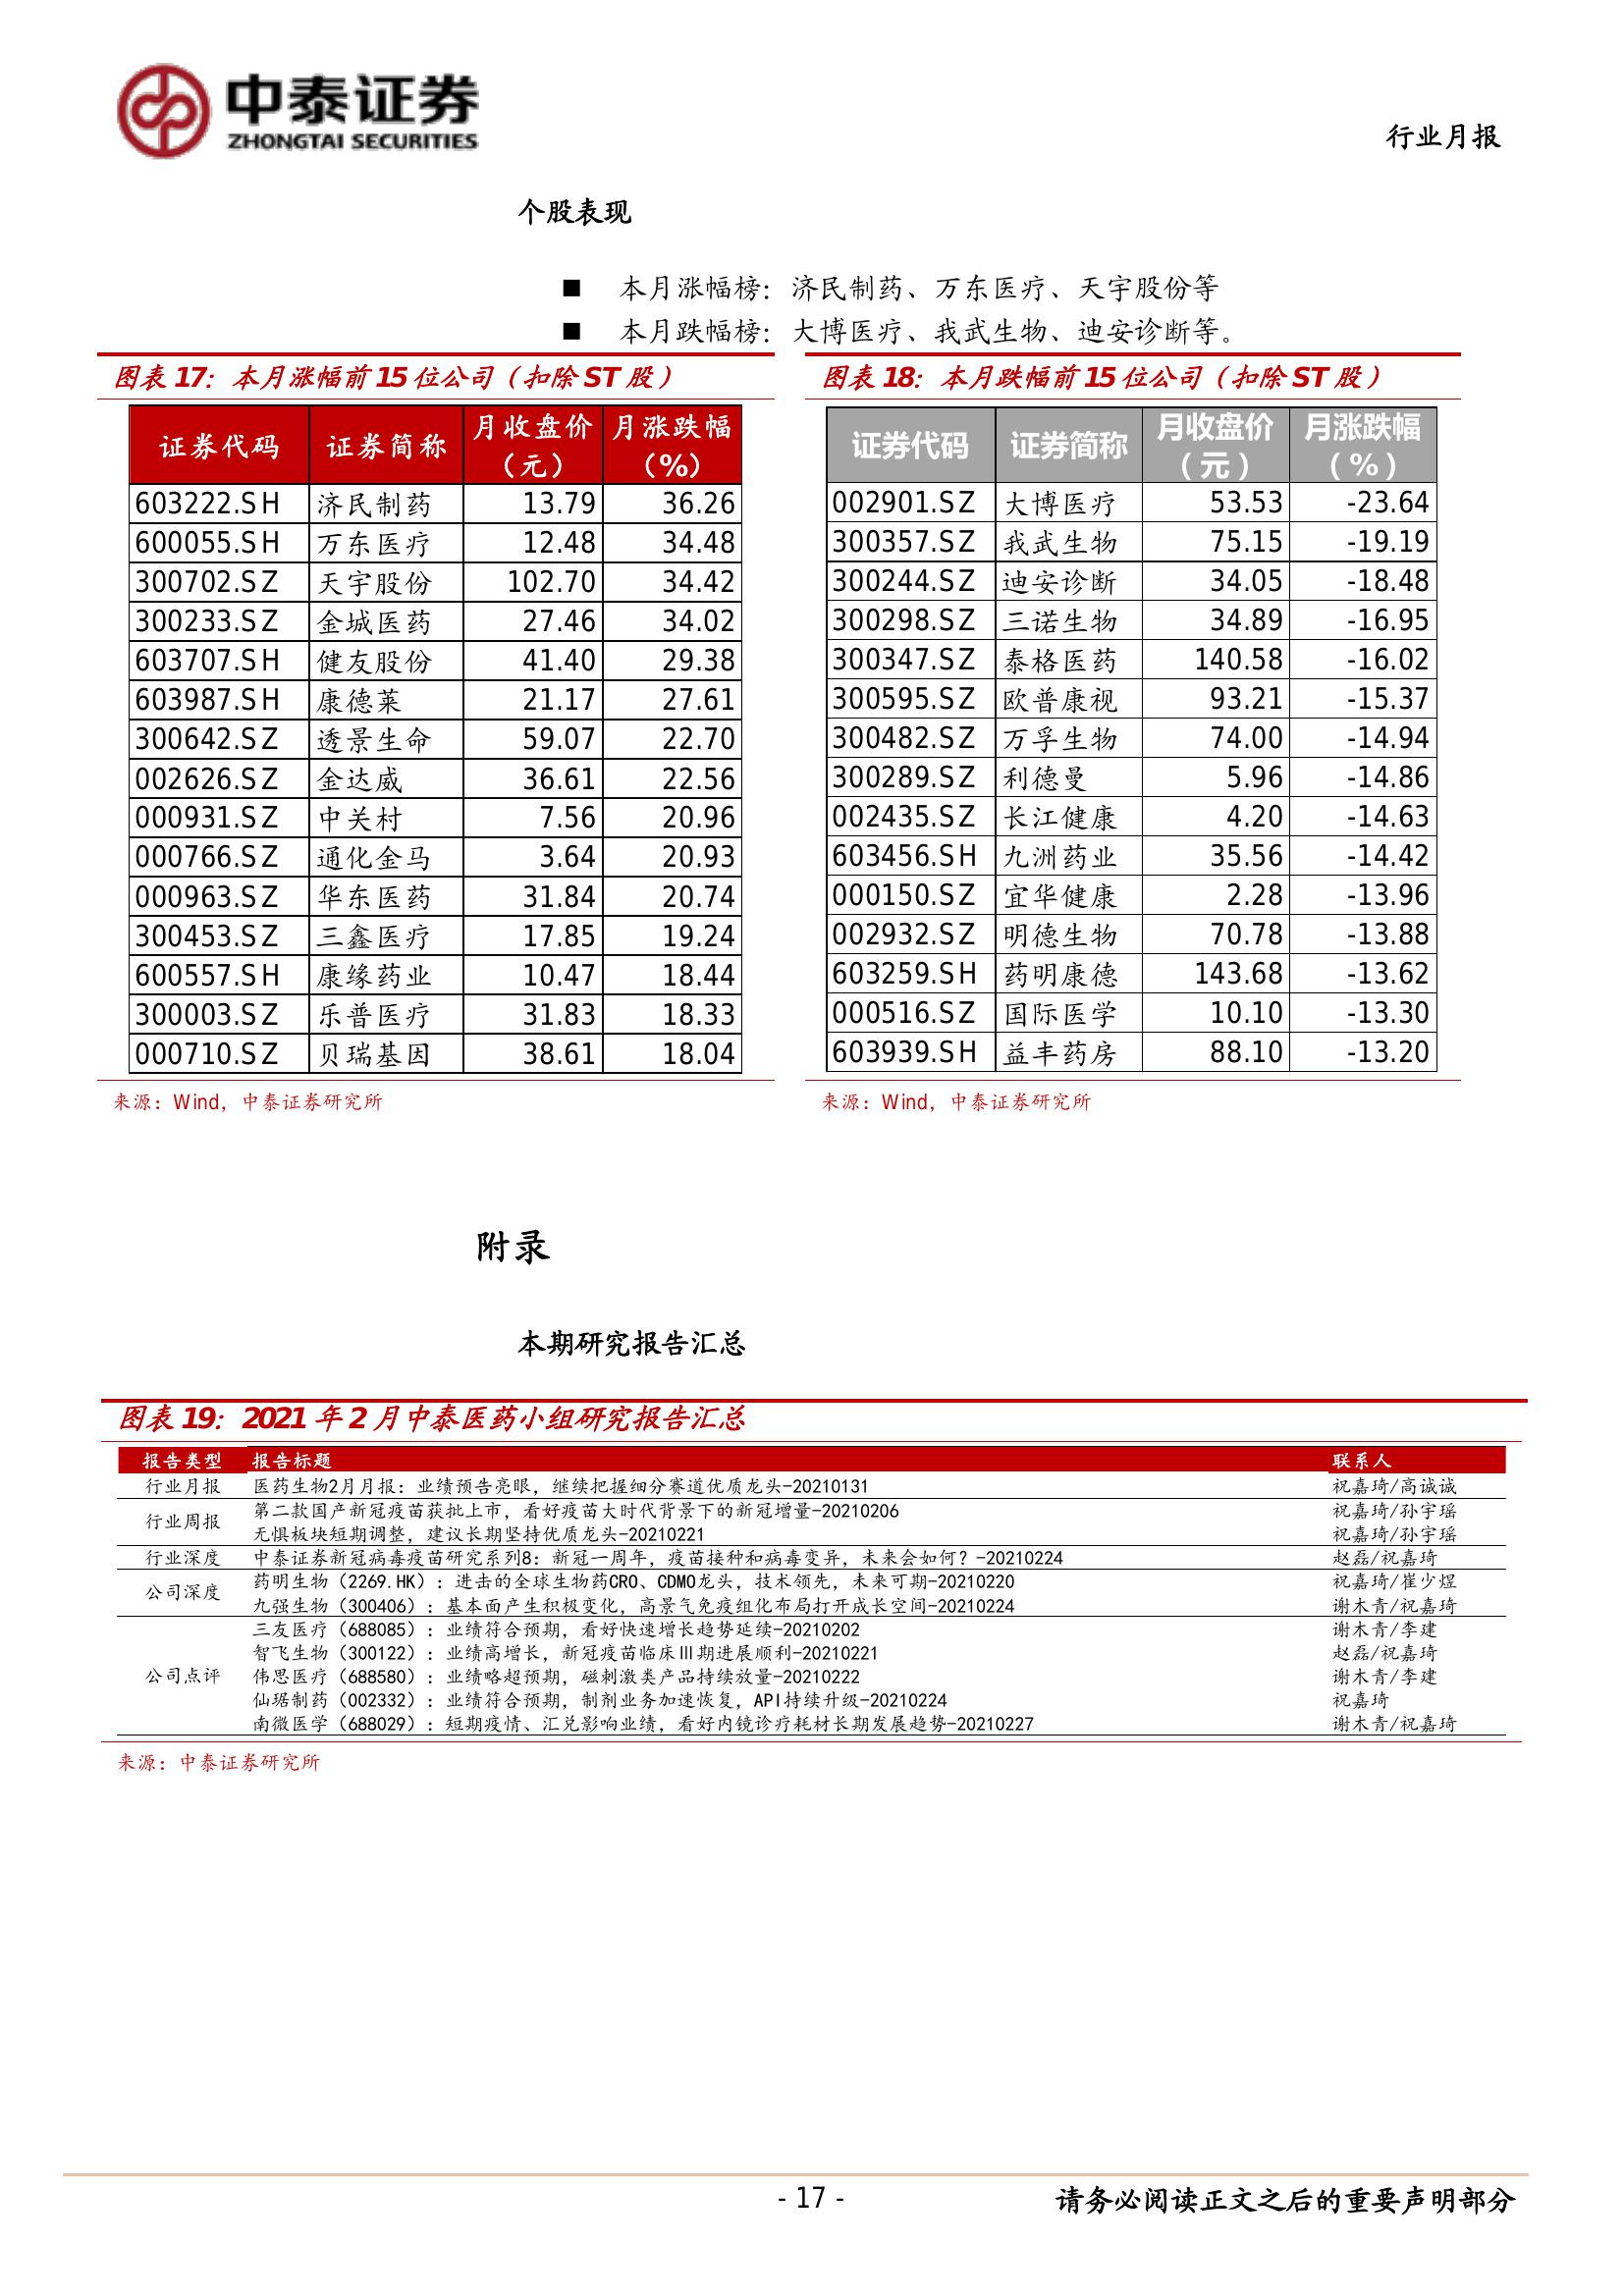 中泰证券
ZHONGTAI SECURITIES
行业月报
个股表现
■ 本月涨幅榜：济民制药、万东医疗、天宇股份等
■ 本月跌幅榜：大博医疗、我武生物、迪安诊断等。
图表 17：本月涨幅前 15 位公司（扣除 ST 股）
证券代码 证券简称 月收盘价（元） 月涨跌幅（%）
603222.SH 济民制药 13.79 36.26
600055.SH 万东医疗 12.48 34.48
300702.SZ 天宇股份 102.70 34.42
300233.SZ 金城医药 27.46 34.02
603707.SH 健友股份 41.40 29.38
603987.SH 康德莱 21.17 27.61
300642.SZ 透景生命 59.07 22.70
002626.SZ 金达威 36.61 22.56
000931.SZ 中关村 7.56 20.96
000766.SZ 通化金马 3.64 20.93
000963.SZ 华东医药 31.84 20.74
300453.SZ 三鑫医疗 17.85 19.24
600557.SH 康缘药业 10.47 18.44
300003.SZ 乐普医疗 31.83 18.33
000710.SZ 贝瑞基因 38.61 18.04
来源：Wind，中泰证券研究所
图表 18：本月跌幅前 15 位公司（扣除 ST 股）
证券代码 证券简称 月收盘价（元） 月涨跌幅（%）
002901.SZ 大博医疗 53.53 -23.64
300357.SZ 我武生物 75.15 -19.19
300244.SZ 迪安诊断 34.05 -18.48
300298.SZ 三诺生物 34.89 -16.95
300347.SZ 泰格医药 140.58 -16.02
300595.SZ 欧普康视 93.21 -15.37
300482.SZ 万孚生物 74.00 -14.94
300289.SZ 利德曼 5.96 -14.86
002435.SZ 长江健康 4.20 -14.63
603456.SH 九洲药业 35.56 -14.42
000150.SZ 宜华健康 2.28 -13.96
002932.SZ 明德生物 70.78 -13.88
603259.SH 药明康德 143.68 -13.62
000516.SZ 国际医学 10.10 -13.30
603939.SH 益丰药房 88.10 -13.20
来源：Wind，中泰证券研究所
附录
本期研究报告汇总
图表 19：2021 年 2 月中泰医药小组研究报告汇总
报告类型 报告标题 联系人
行业月报 医药生物2月月报：业绩预告亮眼，继续把握细分赛道优质龙头-20210131 祝嘉琦/高诚诚
行业周报 第二款国产新冠疫苗获批上市，看好疫苗大时代背景下的新冠增量-20210206 祝嘉琦/孙宇瑶
无惧板块短期调整，建议长期坚持优质龙头-20210221 祝嘉琦/孙宇瑶
行业深度 中泰证券新冠病毒疫苗研究系列8：新冠一周年，疫苗接种和病毒变异，未来会如何？-20210224 赵磊/祝嘉琦
公司深度 药明生物（2269.HK）：进击的全球生物药CRO、CDMO龙头，技术领先，未来可期-20210220 祝嘉琦/崔少煜
九强生物（300406）：基本面产生积极变化，高景气免疫组化布局打开成长空间-20210224 谢木青/祝嘉琦
公司点评 三友医疗（688085）：业绩符合预期，看好快速增长趋势延续-20210202 谢木青/李建
智飞生物（300122）：业绩高增长，新冠疫苗临床Ⅲ期进展顺利-20210221 赵磊/祝嘉琦
伟思医疗（688580）：业绩略超预期，磁刺激类产品持续放量-20210222 谢木青/李建
仙琚制药（002332）：业绩符合预期，制剂业务加速恢复，API持续升级-20210224 祝嘉琦
南微医学（688029）：短期疫情、汇兑影响业绩，看好内镜诊疗耗材长期发展趋势-20210227 谢木青/祝嘉琦
来源：中泰证券研究所
- 17 -
请务必阅读正文之后的重要声明部分